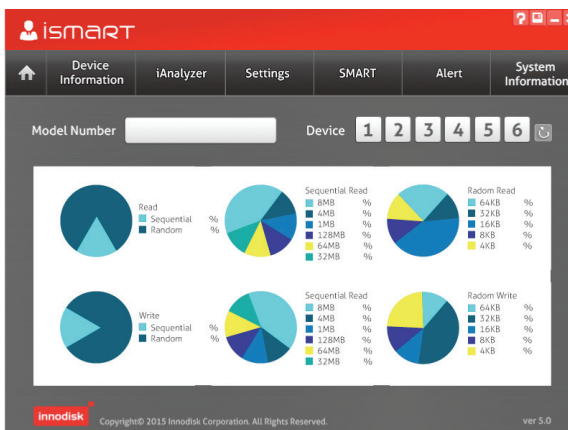 ismart
Device Information
iAnalyzer
Settings
SMART
Alert
System Information
Model Number
Device 1 2 3 4 5 6
Read
Sequential %
Random %
Sequential Read
8MB %
4MB %
1MB %
128MB %
64MB %
32MB %
Radom Read
64KB %
32KB %
16KB %
8KB %
4KB %
Write
Sequential %
Random %
Sequential Read
8MB %
4MB %
1MB %
128MB %
64MB %
32MB %
Radom Write
64KB %
32KB %
16KB %
8KB %
4KB %
innodisk
Copyright© 2015 Innodisk Corporation. All Rights Reserved.
ver 5.0